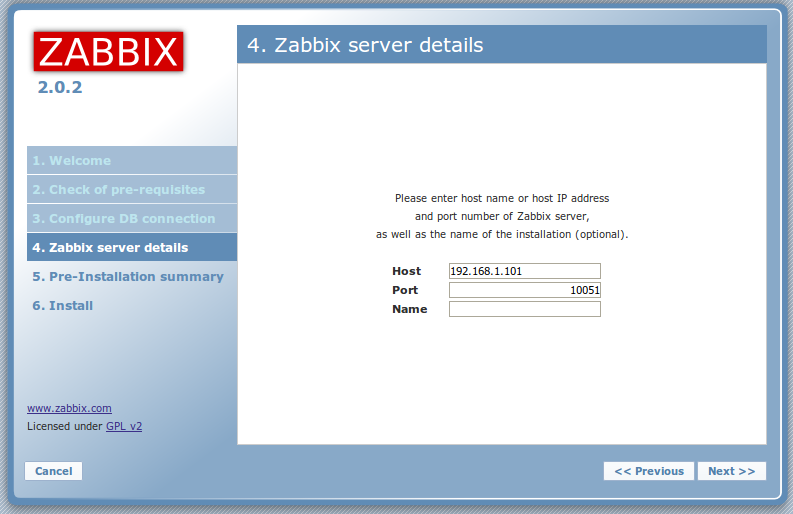 ZABBIX
2.0.2
1. Welcome
2. Check of pre-requisites
3. Configure DB connection
4. Zabbix server details
5. Pre-Installation summary
6. Install
www.zabbix.com
Licensed under GPL v2
4. Zabbix server details
Please enter host name or host IP address
and port number of Zabbix server,
as well as the name of the installation (optional).
Host 192.168.1.101
Port 10051
Name
Cancel
<< Previous Next >>